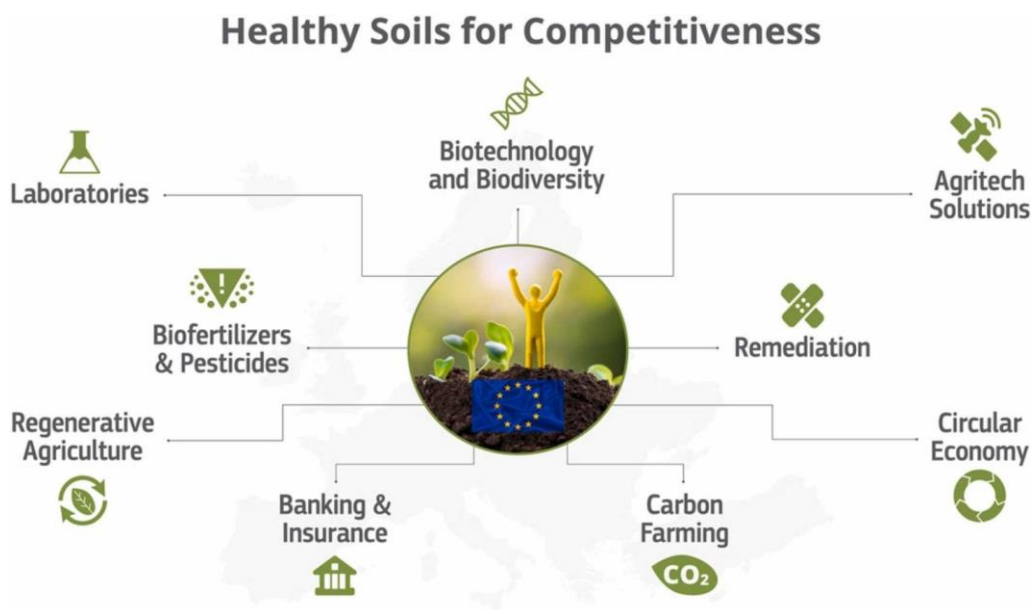 Healthy Soils for Competitiveness
Biotechnology
and Biodiversity
Laboratories
Agritech
Solutions
Biofertilizers
& Pesticides
Remediation
Regenerative
Agriculture
Circular
Economy
Banking &
Insurance
Carbon
Farming
CO₂